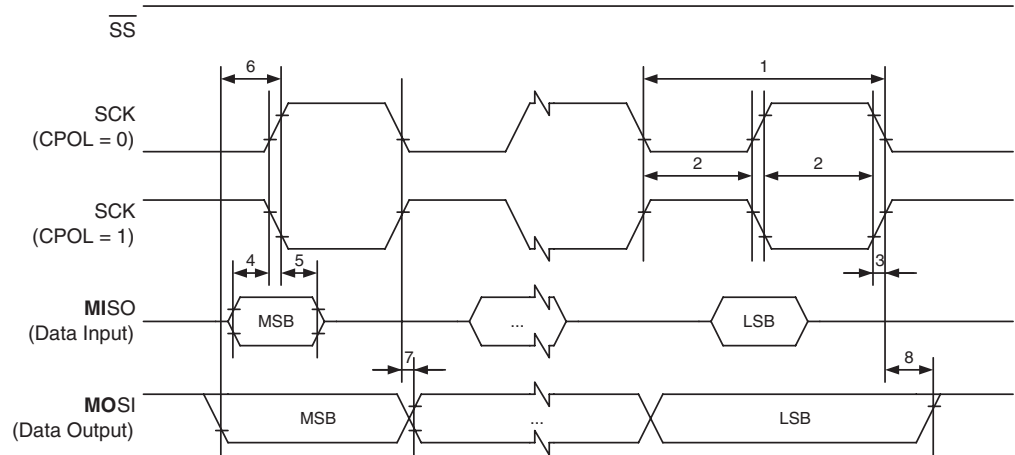 SS
6
1
SCK
(CPOL = 0)
2
2
SCK
(CPOL = 1)
4
5
3
MISO
(Data Input)
MSB
...
LSB
7
8
MOSI
(Data Output)
MSB
...
LSB